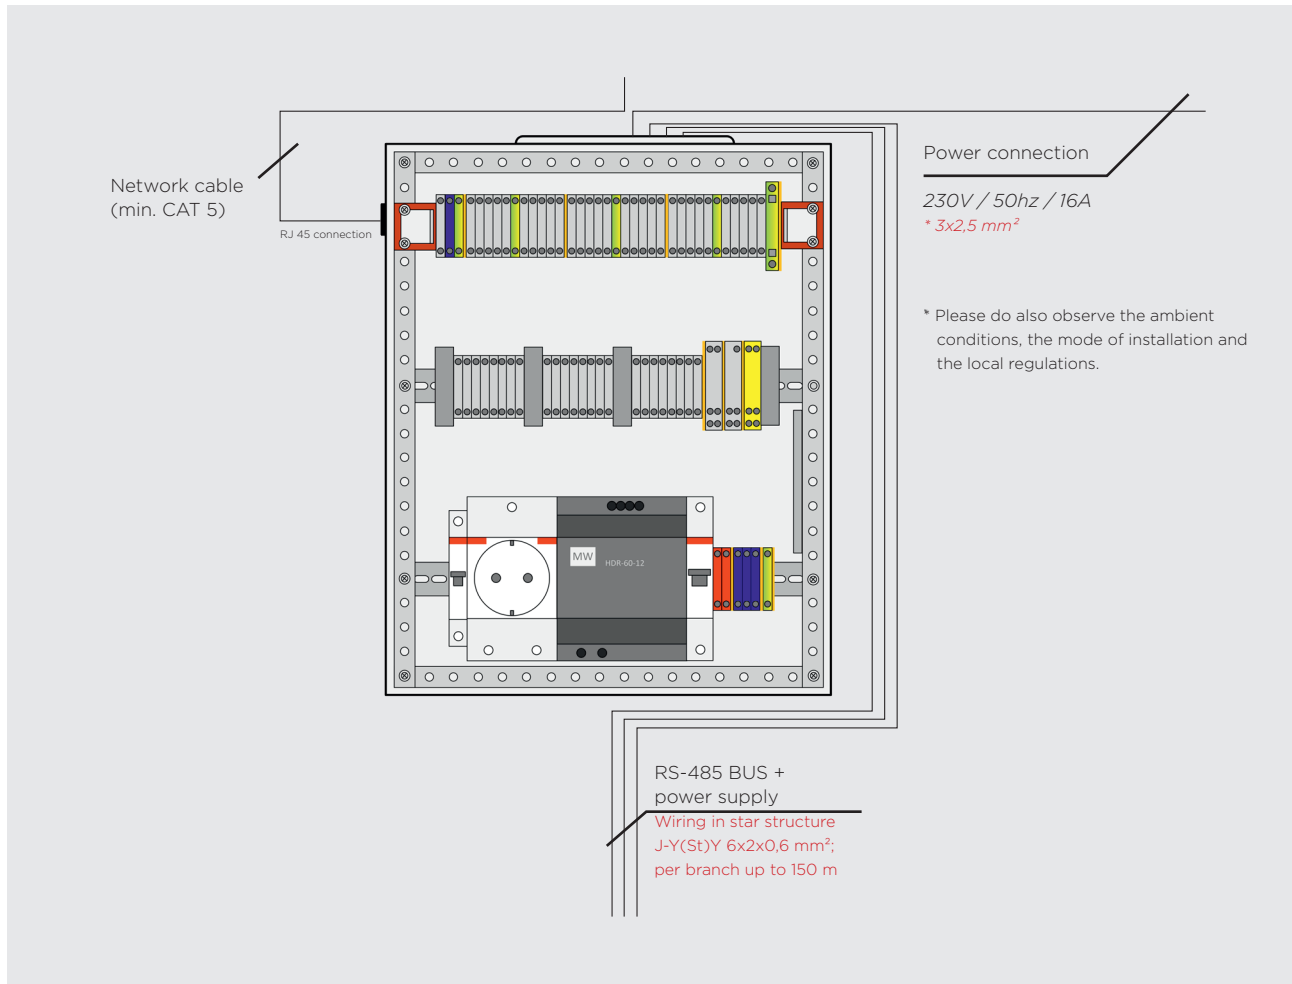 Network cable
(min. CAT 5)
RJ 45 connection
Power connection
230V / 50hz / 16A
* 3x2,5 mm²
* Please do also observe the ambient
conditions, the mode of installation and
the local regulations.
MW
HDR-60-12
RS-485 BUS +
power supply
Wiring in star structure
J-Y(St)Y 6x2x0,6 mm²;
per branch up to 150 m